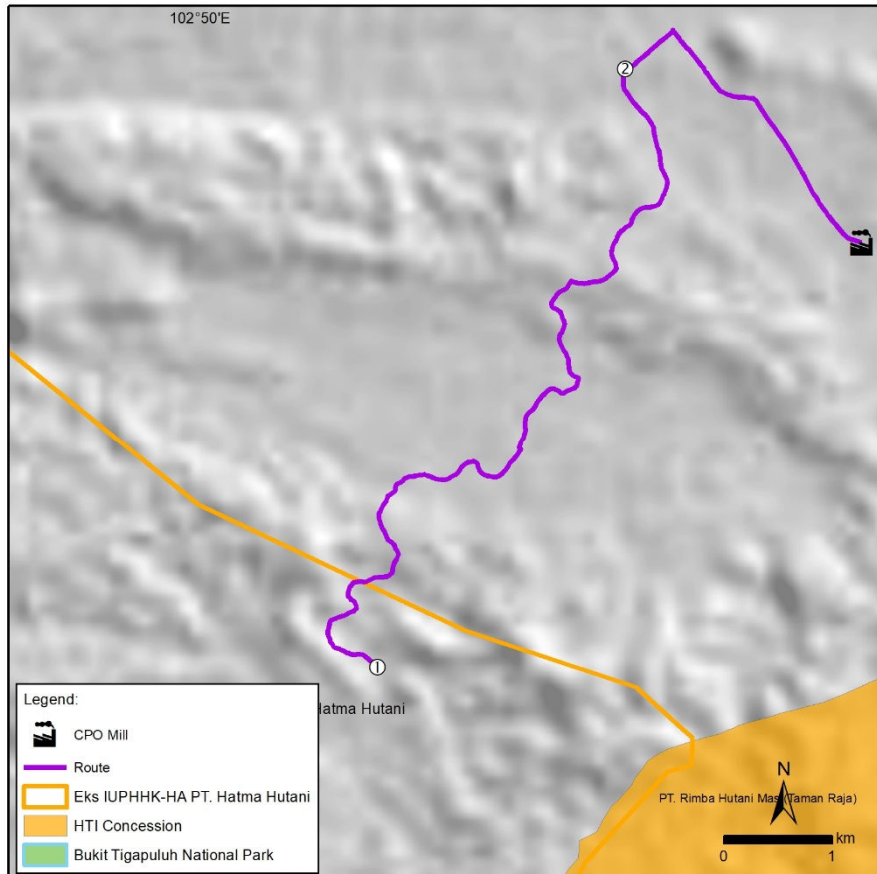 102°50'E
2
1
Hatma Hutani
Legend:
CPO Mill
Route
Eks IUPHHK-HA PT. Hatma Hutani
HTI Concession
Bukit Tigapuluh National Park
PT. Rimba Hutani Mas (Taman Raja)
N
km
0 1